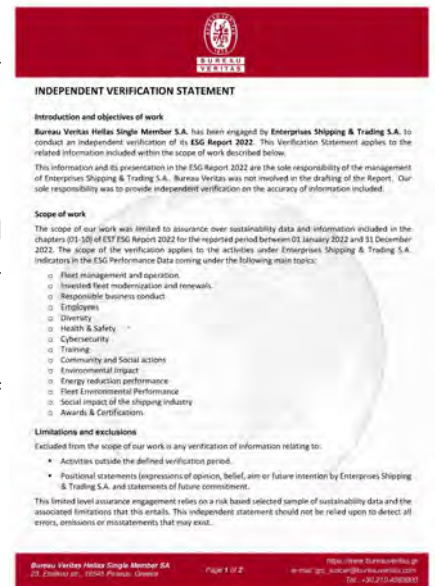 BUREAU
VERITAS
INDEPENDENT VERIFICATION STATEMENT
Introduction and objectives of work
Bureau Veritas Hellas Single Member S.A. has been engaged by Enterprises Shipping & Trading S.A. to
conduct an independent verification of its ESG Report 2022. This Verification Statement applies to the
related information included within the scope of work described below.
This information and its presentation in the ESG Report 2022 are the sole responsibility of the management
of Enterprises Shipping & Trading S.A. Bureau Veritas was not involved in the drafting of the Report. Our
sole responsibility was to provide independent verification on the accuracy of information included.
Scope of work
The scope of our work was limited to assurance over sustainability data and information included in the
chapters (01-10) of EST ESG Report 2022 for the reported period between 01 January 2022 and 31 December
2022. The scope of the verification applies to the activities under Enterprises Shipping & Trading S.A.
Indicators in the ESG Performance Data coming under the following main topics:
o Fleet management and operation.
o Invested fleet modernization and renewals.
o Responsible business conduct
o Employees
o Diversity
o Health & Safety
o Cybersecurity
o Training
o Community and Social actions
o Environmental Impact
o Energy reduction performance
o Fleet Environmental Performance
o Social impact of the shipping industry
o Awards & Certifications
Limitations and exclusions
Excluded from the scope of our work is any verification of information relating to:
• Activities outside the defined verification period.
• Positional statements (expressions of opinion, belief, aim or future intention by Enterprises Shipping
& Trading S.A. and statements of future commitment.
This limited level assurance engagement relies on a risk based selected sample of sustainability data and the
associated limitations that this entails. This independent statement should not be relied upon to detect all
errors, omissions or misstatements that may exist.
Bureau Veritas Hellas Single Member SA
Piraeus, Greece
Page 1 of 2